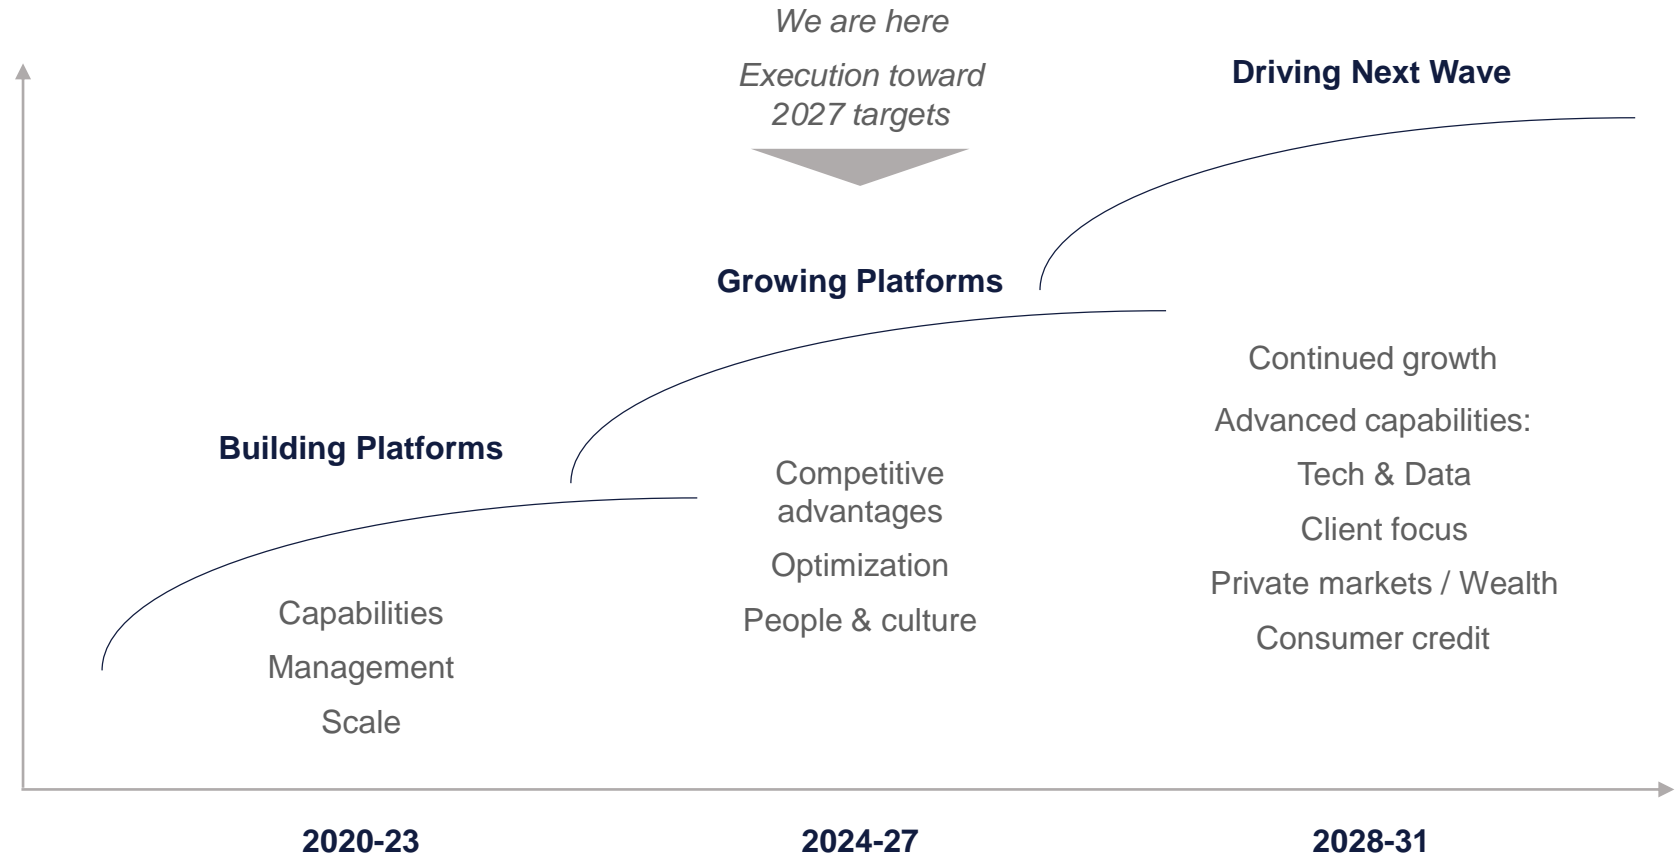 We are here
Execution toward
2027 targets
Driving Next Wave
Growing Platforms
Building Platforms
Continued growth
Advanced capabilities:
Tech & Data
Client focus
Private markets / Wealth
Consumer credit
Competitive
advantages
Optimization
People & culture
Capabilities
Management
Scale
2020-23
2024-27
2028-31